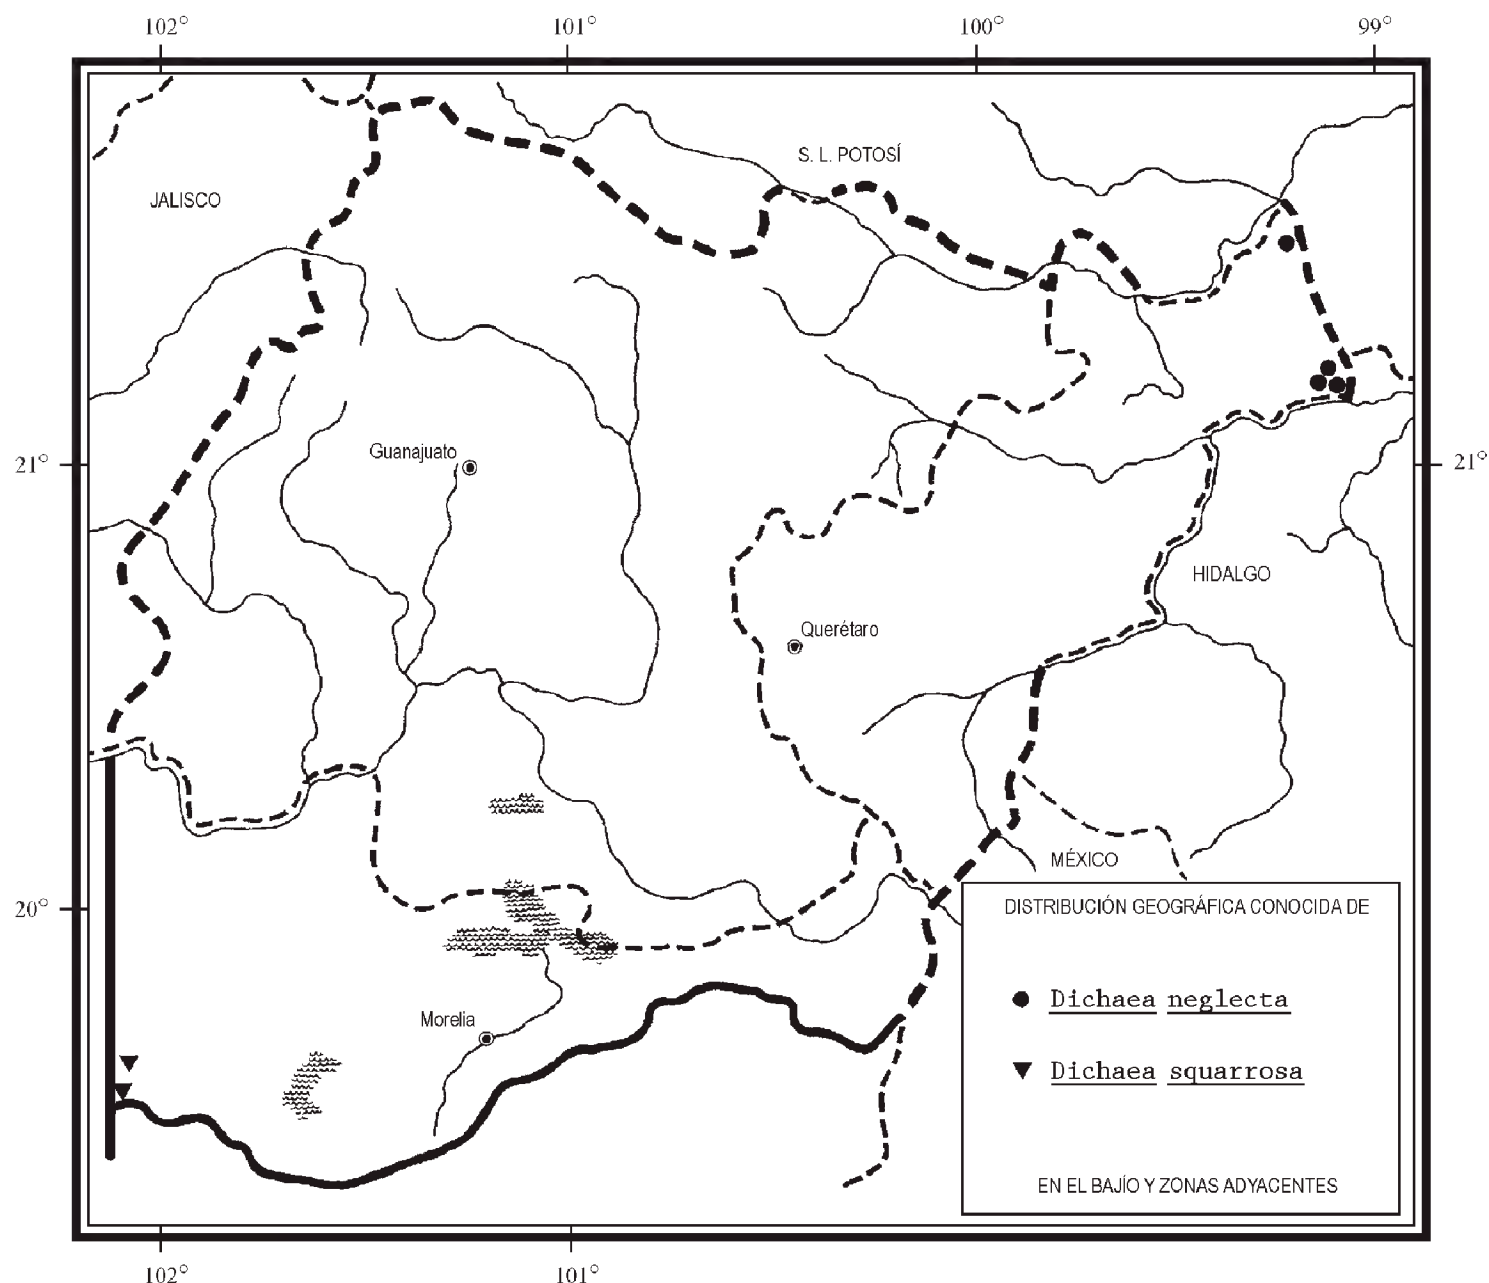 102° 101° 100° 99°
S. L. POTOSÍ
JALISCO
Guanajuato
21° 21°
HIDALGO
Querétaro
MÉXICO
20°
DISTRIBUCIÓN GEOGRÁFICA CONOCIDA DE
Dichaea neglecta
Morelia
Dichaea squarrosa
EN EL BAJÍO Y ZONAS ADYACENTES
102° 101°